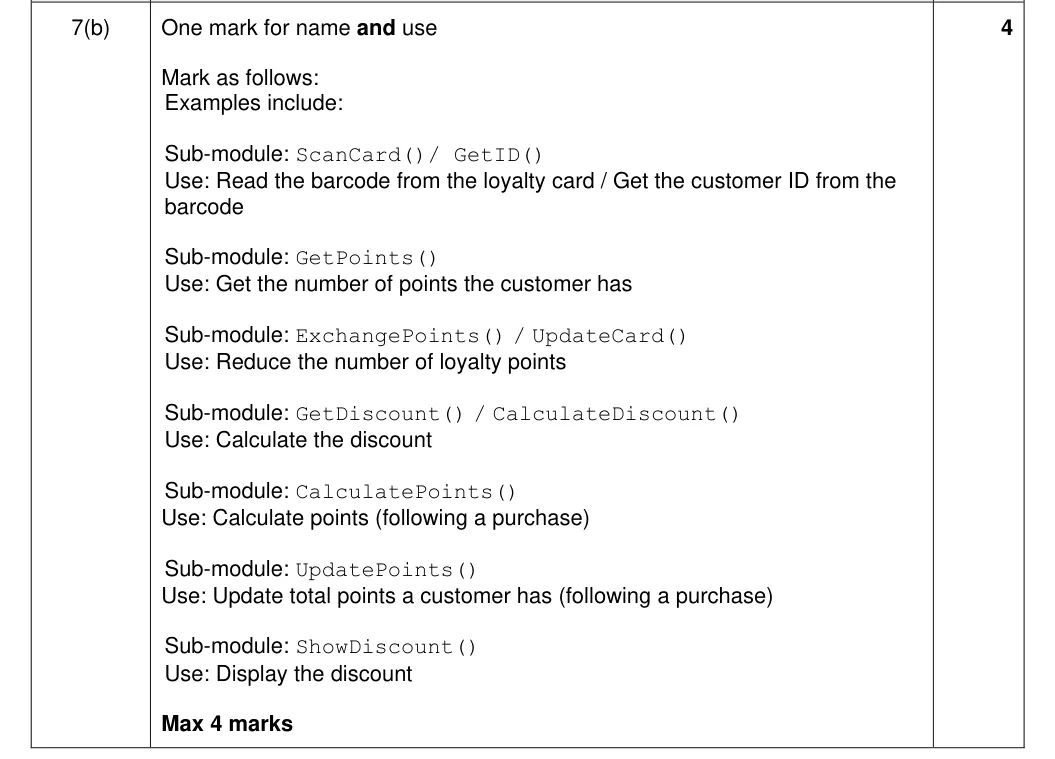 7(b) One mark for name and use 4
Mark as follows:
Examples include:
Sub-module: ScanCard()/ GetID()
Use: Read the barcode from the loyalty card / Get the customer ID from the
barcode
Sub-module: GetPoints()
Use: Get the number of points the customer has
Sub-module: ExchangePoints() / UpdateCard()
Use: Reduce the number of loyalty points
Sub-module: GetDiscount() / CalculateDiscount()
Use: Calculate the discount
Sub-module: CalculatePoints()
Use: Calculate points (following a purchase)
Sub-module: UpdatePoints()
Use: Update total points a customer has (following a purchase)
Sub-module: ShowDiscount()
Use: Display the discount
Max 4 marks